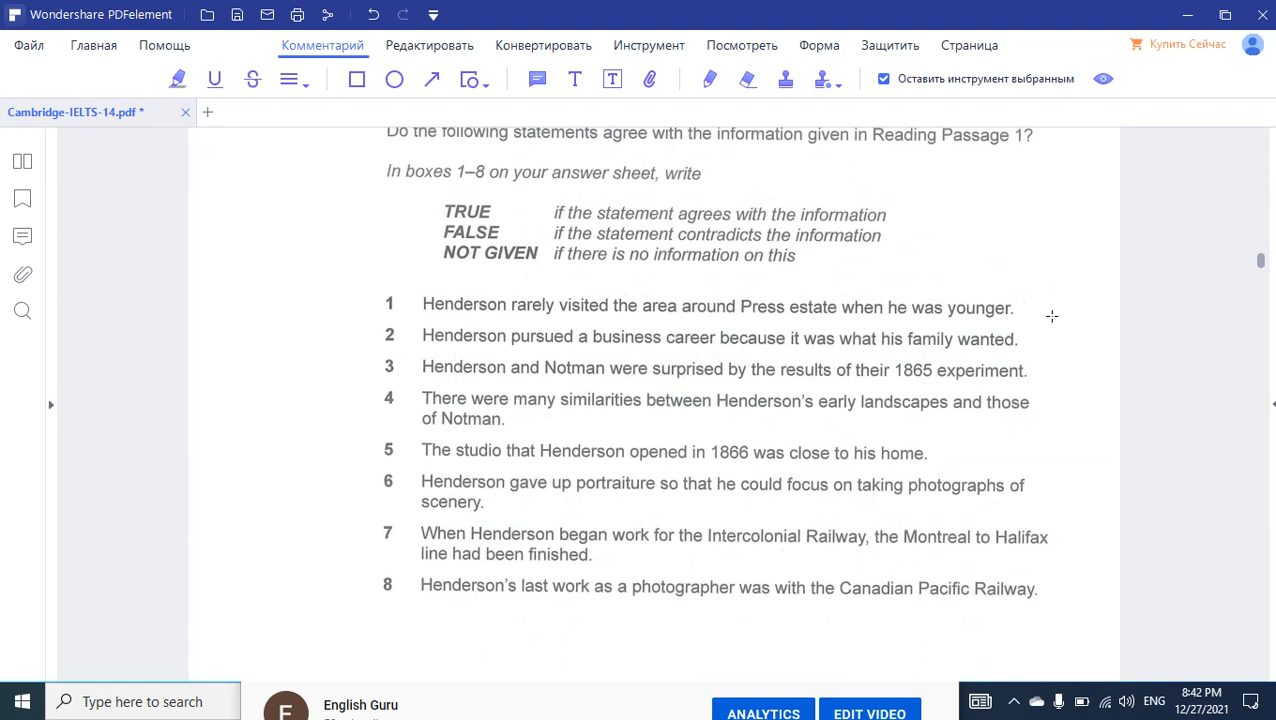 Wondershare PDFelement
Файл Главная Помощь Комментарий Редактировать Конвертировать Инструмент Посмотреть Форма Защитить Страница Купить Сейчас
Оставить инструмент выбранным
Cambridge-IELTS-14.pdf *
Do the following statements agree with the information given in Reading Passage 1?
In boxes 1–8 on your answer sheet, write
TRUE if the statement agrees with the information
FALSE if the statement contradicts the information
NOT GIVEN if there is no information on this
1 Henderson rarely visited the area around Press estate when he was younger.
2 Henderson pursued a business career because it was what his family wanted.
3 Henderson and Notman were surprised by the results of their 1865 experiment.
4 There were many similarities between Henderson's early landscapes and those
of Notman.
5 The studio that Henderson opened in 1866 was close to his home.
6 Henderson gave up portraiture so that he could focus on taking photographs of
scenery.
7 When Henderson began work for the Intercolonial Railway, the Montreal to Halifax
line had been finished.
8 Henderson's last work as a photographer was with the Canadian Pacific Railway.
Type here to search
E
English Guru
ANALYTICS EDIT VIDEO
ENG
8:42 PM
12/27/2021